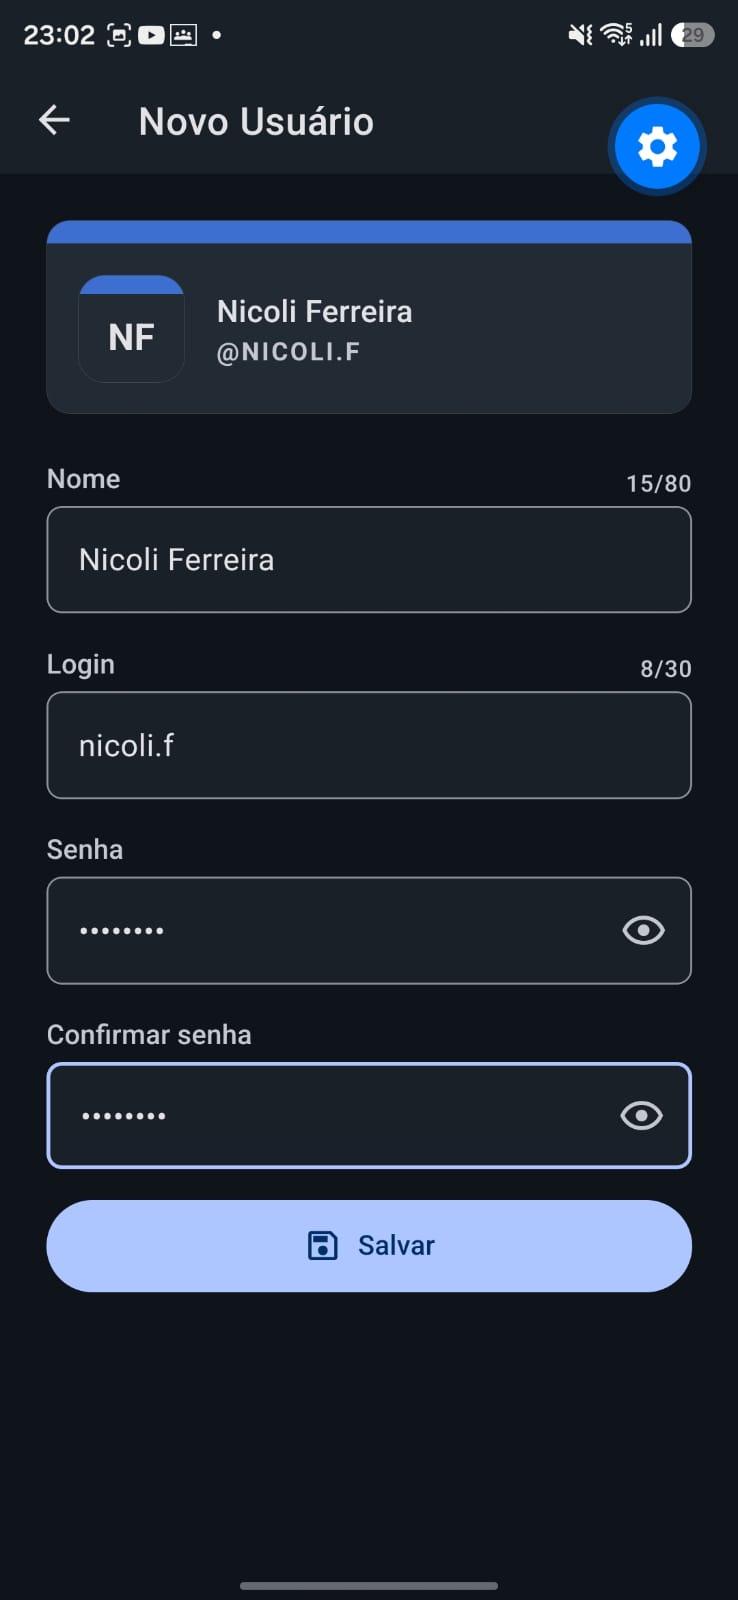 23:02
29
Novo Usuário
NF
Nicoli Ferreira
@NICOLI.F
Nome
15/80
Nicoli Ferreira
Login
8/30
nicoli.f
Senha
••••••••
Confirmar senha
••••••••
Salvar